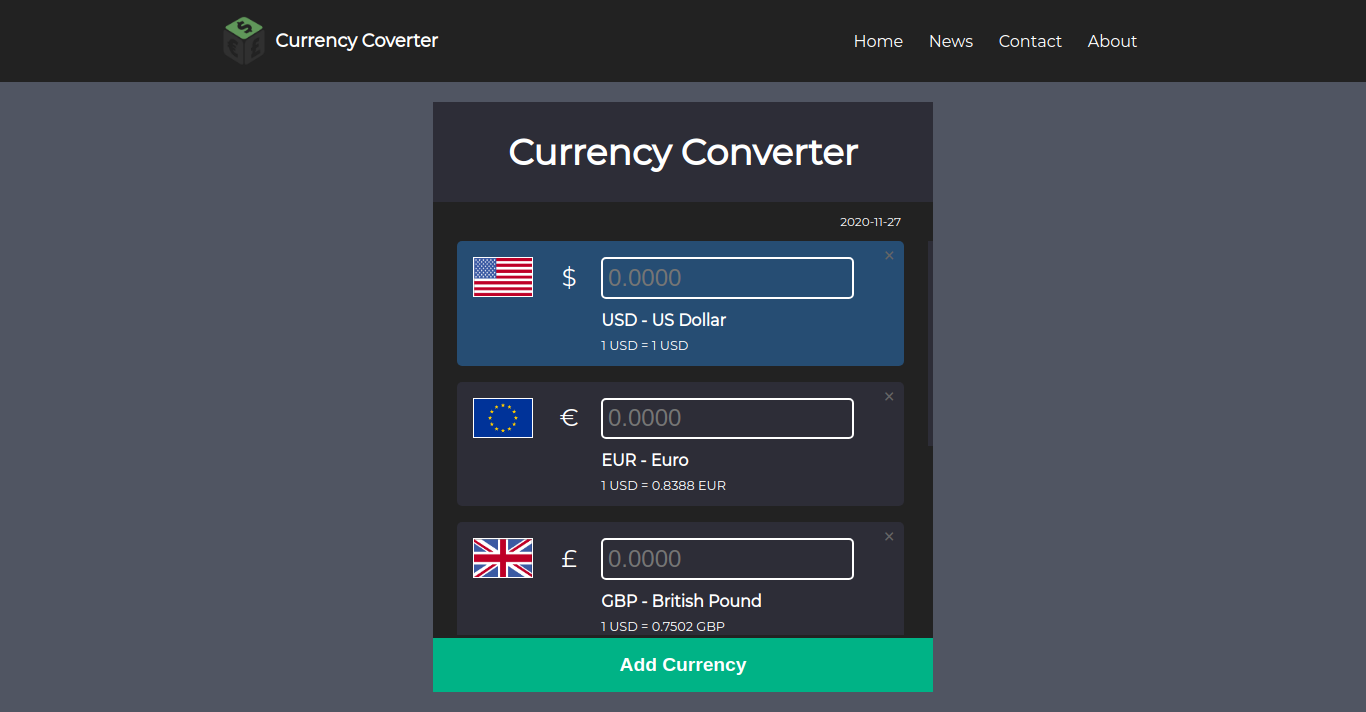 Currency Coverter
Home News Contact About
Currency Converter
2020-11-27
×
$ 0.0000
USD - US Dollar
1 USD = 1 USD
×
€ 0.0000
EUR - Euro
1 USD = 0.8388 EUR
×
£ 0.0000
GBP - British Pound
1 USD = 0.7502 GBP
Add Currency